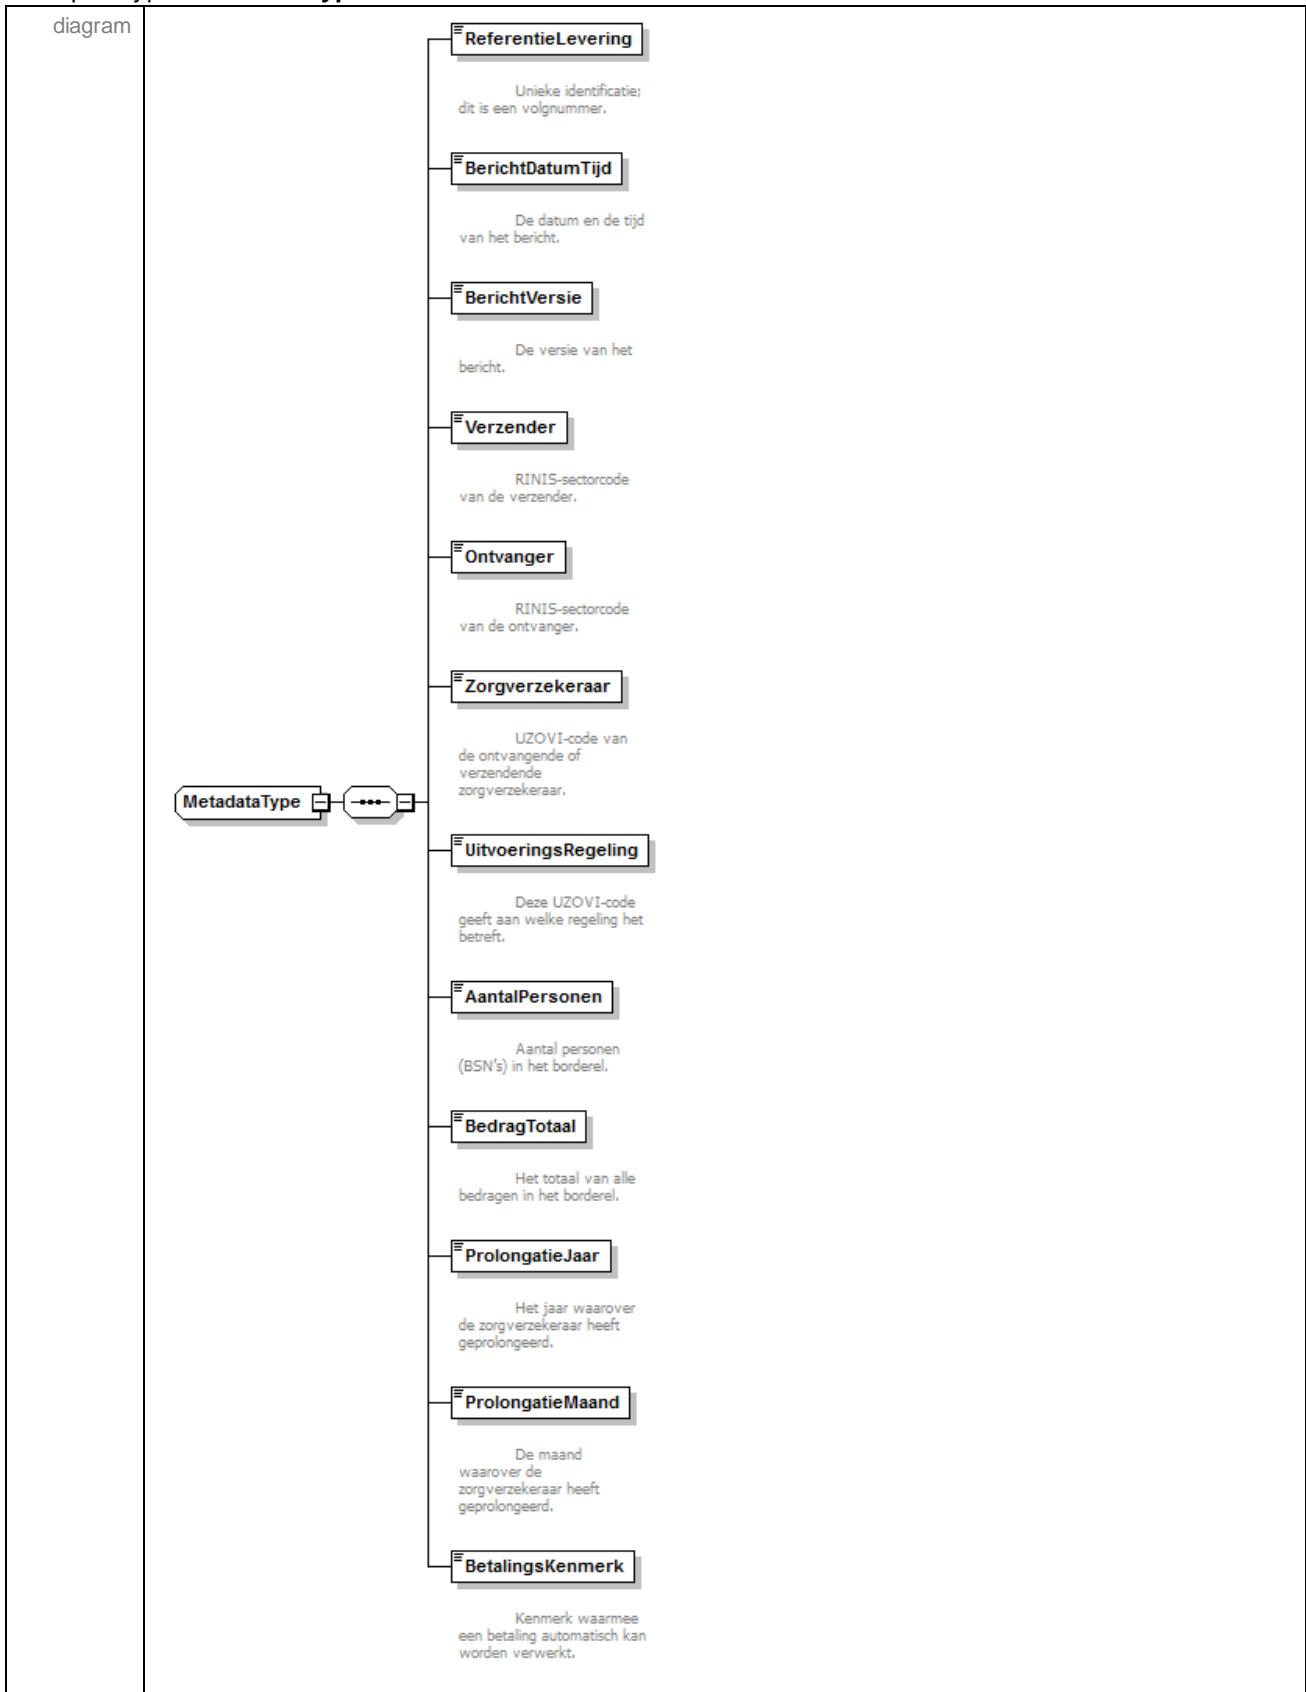 diagram
ReferentieLevering
Unieke identificatie;
dit is een volgnummer.
BerichtDatumTijd
De datum en de tijd
van het bericht.
BerichtVersie
De versie van het
bericht.
Verzender
RINIS-sectorcode
van de verzender.
Ontvanger
RINIS-sectorcode
van de ontvanger.
Zorgverzekeraar
UZOVI-code van
de ontvangende of
verzendende
zorgverzekeraar.
MetadataType
UitvoeringsRegeling
Deze UZOVI-code
geeft aan welke regeling het
betreft.
AantalPersonen
Aantal personen
(BSN's) in het borderel.
BedragTotaal
Het totaal van alle
bedragen in het borderel.
ProlongatieJaar
Het jaar waarover
de zorgverzekeraar heeft
geprolongeerd.
ProlongatieMaand
De maand
waarover de
zorgverzekeraar heeft
geprolongeerd.
BetalingsKenmerk
Kenmerk waarmee
een betaling automatisch kan
worden verwerkt.